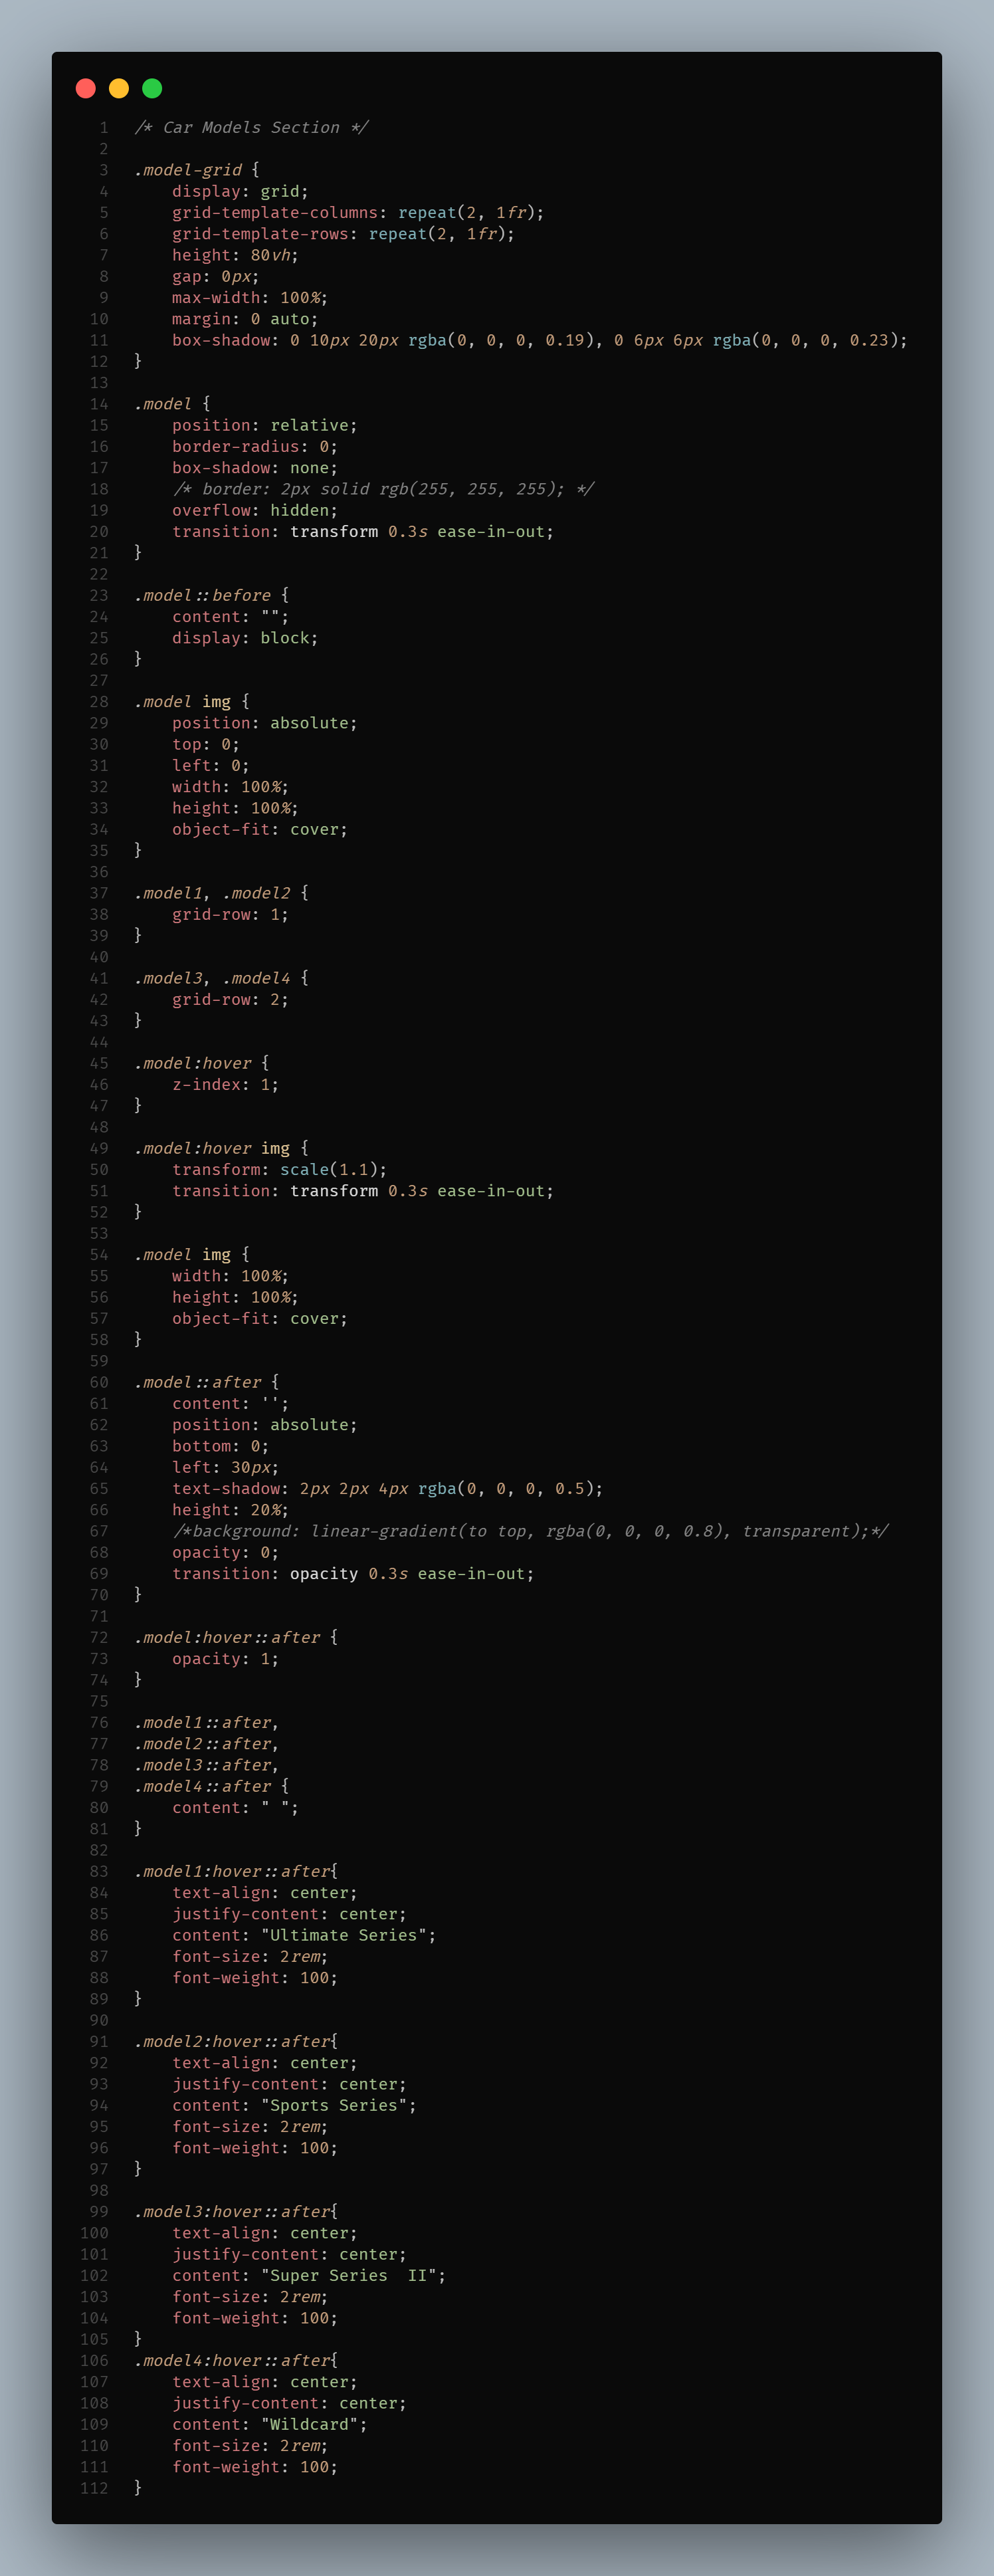 1 /* Car Models Section */
2
3 .model-grid {
4     display: grid;
5     grid-template-columns: repeat(2, 1fr);
6     grid-template-rows: repeat(2, 1fr);
7     height: 80vh;
8     gap: 0px;
9     max-width: 100%;
10     margin: 0 auto;
11     box-shadow: 0 10px 20px rgba(0, 0, 0, 0.19), 0 6px 6px rgba(0, 0, 0, 0.23);
12 }
13
14 .model {
15     position: relative;
16     border-radius: 0;
17     box-shadow: none;
18     /* border: 2px solid rgb(255, 255, 255); */
19     overflow: hidden;
20     transition: transform 0.3s ease-in-out;
21 }
22
23 .model::before {
24     content: "";
25     display: block;
26 }
27
28 .model img {
29     position: absolute;
30     top: 0;
31     left: 0;
32     width: 100%;
33     height: 100%;
34     object-fit: cover;
35 }
36
37 .model1, .model2 {
38     grid-row: 1;
39 }
40
41 .model3, .model4 {
42     grid-row: 2;
43 }
44
45 .model:hover {
46     z-index: 1;
47 }
48
49 .model:hover img {
50     transform: scale(1.1);
51     transition: transform 0.3s ease-in-out;
52 }
53
54 .model img {
55     width: 100%;
56     height: 100%;
57     object-fit: cover;
58 }
59
60 .model::after {
61     content: '';
62     position: absolute;
63     bottom: 0;
64     left: 30px;
65     text-shadow: 2px 2px 4px rgba(0, 0, 0, 0.5);
66     height: 20%;
67     /*background: linear-gradient(to top, rgba(0, 0, 0, 0.8), transparent);*/
68     opacity: 0;
69     transition: opacity 0.3s ease-in-out;
70 }
71
72 .model:hover::after {
73     opacity: 1;
74 }
75
76 .model1::after,
77 .model2::after,
78 .model3::after,
79 .model4::after {
80     content: " ";
81 }
82
83 .model1:hover::after{
84     text-align: center;
85     justify-content: center;
86     content: "Ultimate Series";
87     font-size: 2rem;
88     font-weight: 100;
89 }
90
91 .model2:hover::after{
92     text-align: center;
93     justify-content: center;
94     content: "Sports Series";
95     font-size: 2rem;
96     font-weight: 100;
97 }
98
99 .model3:hover::after{
100     text-align: center;
101     justify-content: center;
102     content: "Super Series  II";
103     font-size: 2rem;
104     font-weight: 100;
105 }
106 .model4:hover::after{
107     text-align: center;
108     justify-content: center;
109     content: "Wildcard";
110     font-size: 2rem;
111     font-weight: 100;
112 }